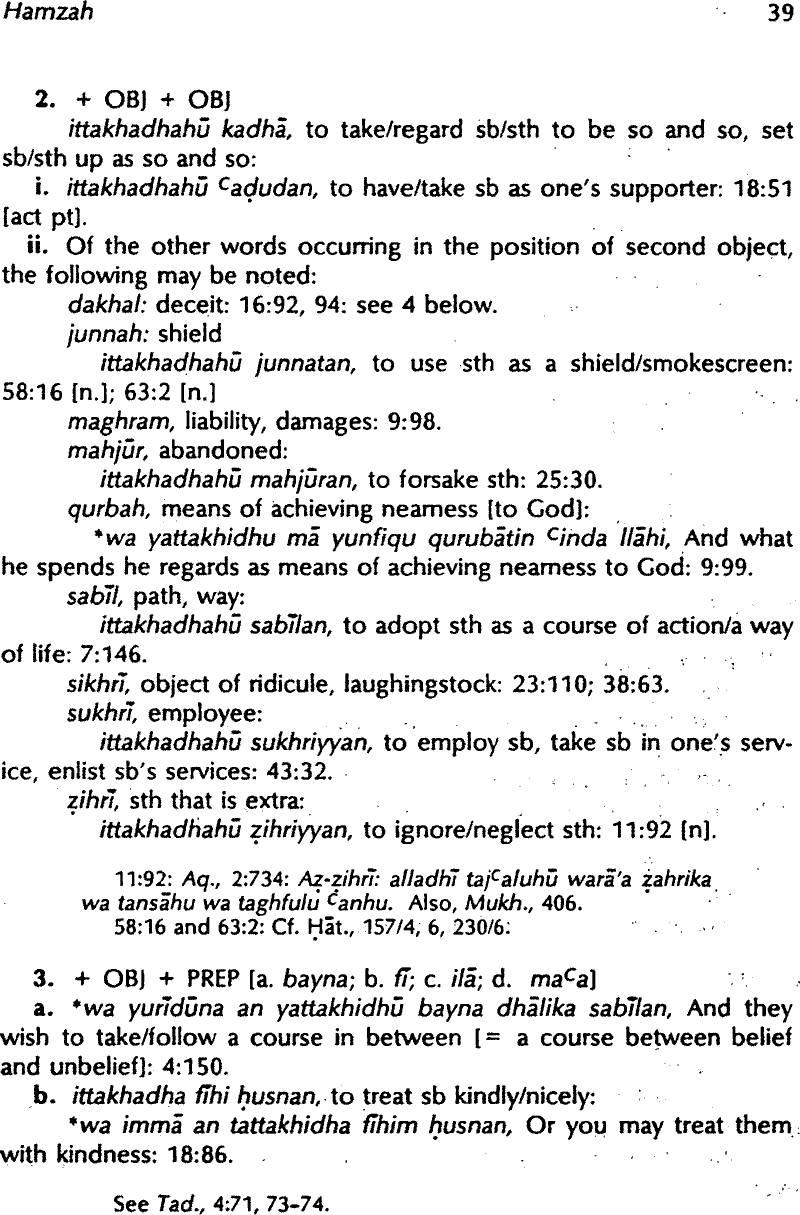 Hamzah 39
2. + OBJ + OBJ
ittakhadhahū kadhā, to take/regard sb/sth to be so and so, set
sb/sth up as so and so:
i. ittakhadhahū ᶜaḍudan, to have/take sb as one's supporter: 18:51
[act pt].
ii. Of the other words occurring in the position of second object,
the following may be noted:
dakhal: deceit: 16:92, 94: see 4 below.
junnah: shield
ittakhadhahū junnatan, to use sth as a shield/smokescreen:
58:16 [n.]; 63:2 [n.]
maghram, liability, damages: 9:98.
mahjūr, abandoned:
ittakhadhahū mahjūran, to forsake sth: 25:30.
qurbah, means of achieving nearness [to God]:
*wa yattakhidhu mā yunfiqu qurubātin ᶜinda llāhi, And what
he spends he regards as means of achieving nearness to God: 9:99.
sabīl, path, way:
ittakhadhahū sabīlan, to adopt sth as a course of action/a way
of life: 7:146.
sikhrī, object of ridicule, laughingstock: 23:110; 38:63.
sukhrī, employee:
ittakhadhahū sukhriyyan, to employ sb, take sb in one's serv-
ice, enlist sb's services: 43:32.
ẓihrī, sth that is extra:
ittakhadhahū ẓihriyyan, to ignore/neglect sth: 11:92 [n].
11:92: Aq., 2:734: Aẓ-ẓihrī: alladhī tajᶜaluhū warā'a ẓahrika
wa tansāhu wa taghfulu ᶜanhu. Also, Mukh., 406.
58:16 and 63:2: Cf. Ḥāt., 157/4, 6, 230/6.
3. + OBJ + PREP [a. bayna; b. fī; c. ilā; d. maᶜa]
a. *wa yurīdūna an yattakhidhū bayna dhālika sabīlan, And they
wish to take/follow a course in between [= a course between belief
and unbelief]: 4:150.
b. ittakhadha fīhi ḥusnan, to treat sb kindly/nicely:
*wa immā an tattakhidha fīhim ḥusnan, Or you may treat them
with kindness: 18:86.
See Tad., 4:71, 73-74.